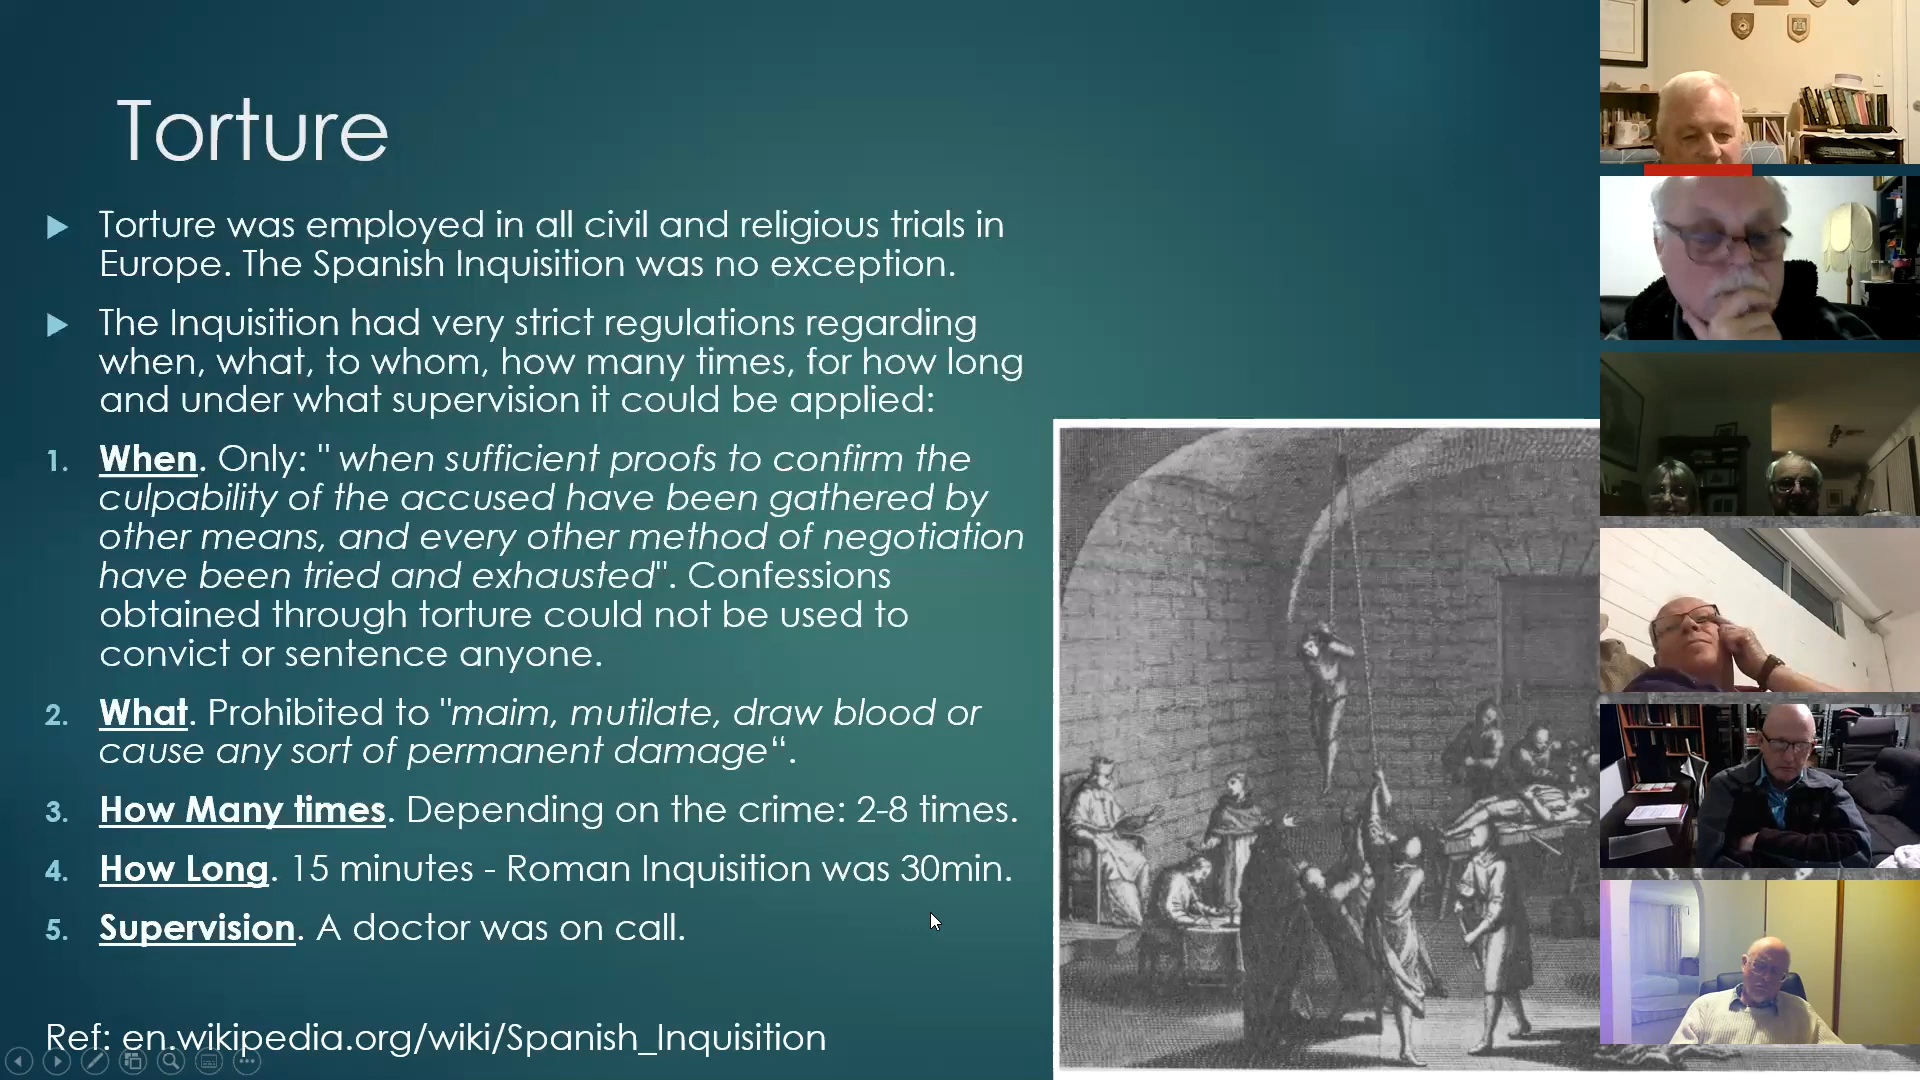 Torture
Torture was employed in all civil and religious trials in
Europe. The Spanish Inquisition was no exception.
The Inquisition had very strict regulations regarding
when, what, to whom, how many times, for how long
and under what supervision it could be applied:
1. When. Only: " when sufficient proofs to confirm the
culpability of the accused have been gathered by
other means, and every other method of negotiation
have been tried and exhausted". Confessions
obtained through torture could not be used to
convict or sentence anyone.
2. What. Prohibited to "maim, mutilate, draw blood or
cause any sort of permanent damage“.
3. How Many times. Depending on the crime: 2-8 times.
4. How Long. 15 minutes - Roman Inquisition was 30min.
5. Supervision. A doctor was on call.
Ref: en.wikipedia.org/wiki/Spanish_Inquisition